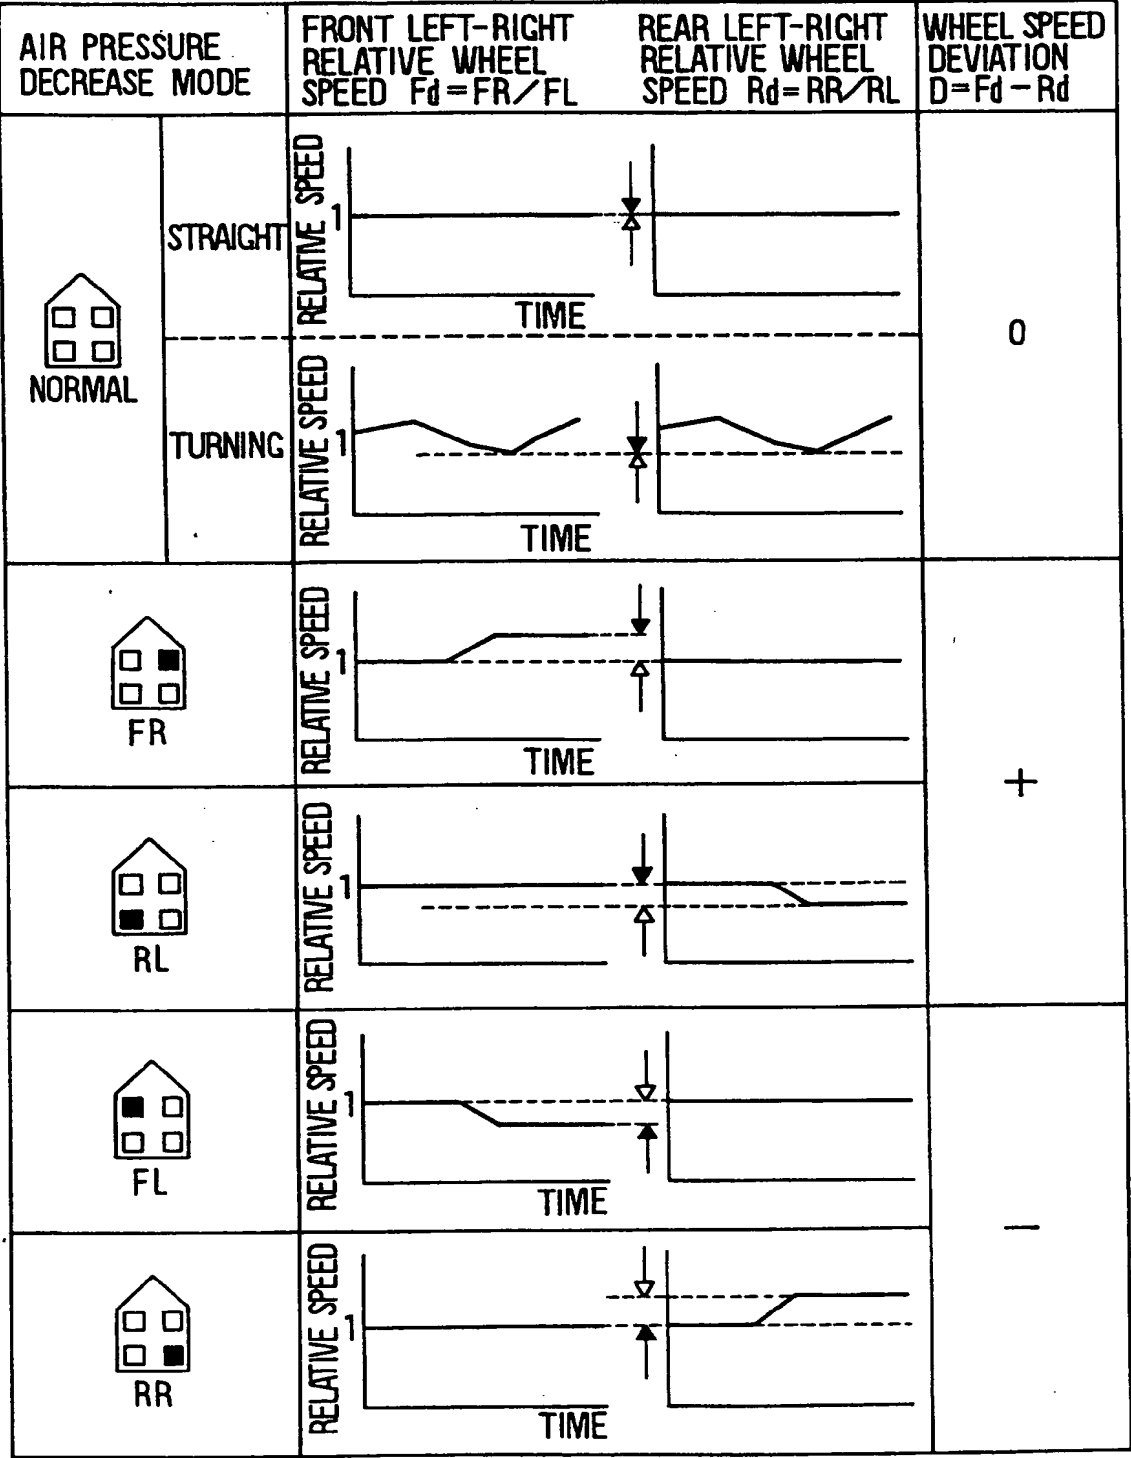 AIR PRESSURE
DECREASE MODE
FRONT LEFT-RIGHT
RELATIVE WHEEL
SPEED Fd=FR/FL
REAR LEFT-RIGHT
RELATIVE WHEEL
SPEED Rd=RR/RL
WHEEL SPEED
DEVIATION
D=Fd-Rd
NORMAL
STRAIGHT
RELATIVE SPEED
1
TIME
0
TURNING
RELATIVE SPEED
1
TIME
FR
RELATIVE SPEED
1
TIME
+
RL
RELATIVE SPEED
1
FL
RELATIVE SPEED
1
TIME
−
RR
RELATIVE SPEED
1
TIME